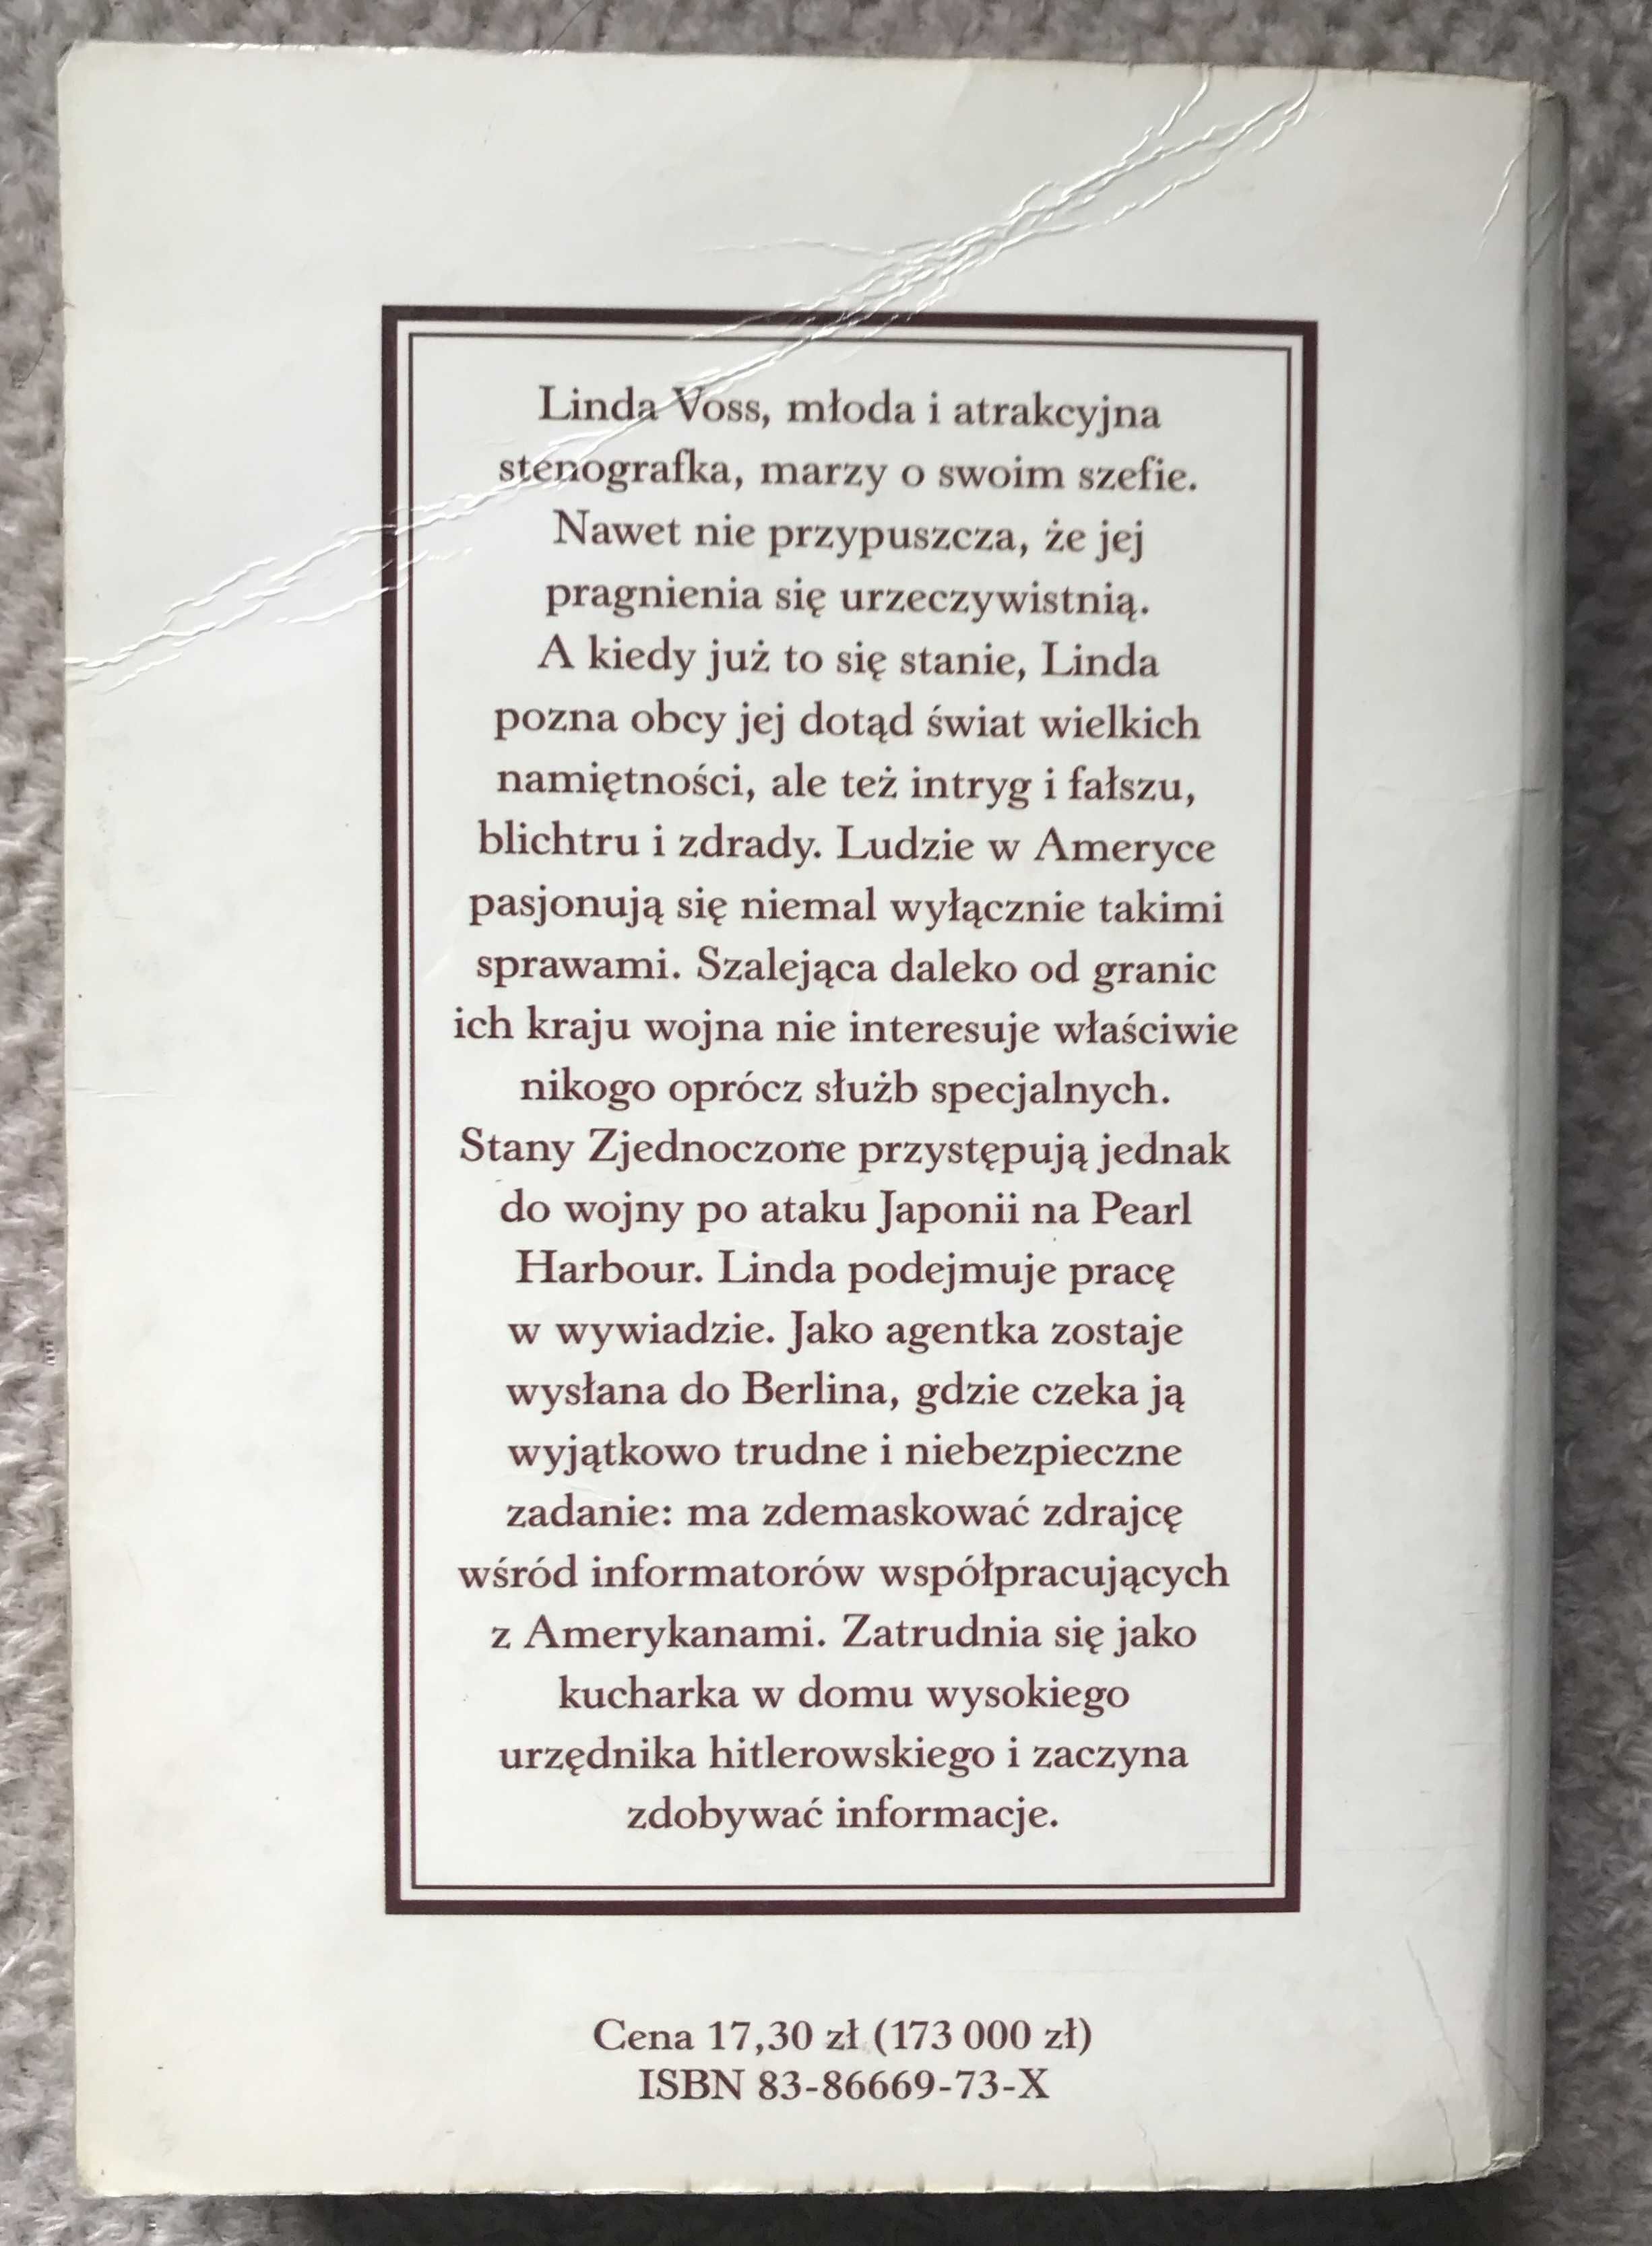 Linda Voss, młoda i atrakcyjna
stenografka, marzy o swoim szefie.
Nawet nie przypuszcza, że jej
pragnienia się urzeczywistnią.
A kiedy już to się stanie, Linda
pozna obcy jej dotąd świat wielkich
namiętności, ale też intryg i fałszu,
blichtru i zdrady. Ludzie w Ameryce
pasjonują się niemal wyłącznie takimi
sprawami. Szalejąca daleko od granic
ich kraju wojna nie interesuje właściwie
nikogo oprócz służb specjalnych.
Stany Zjednoczone przystępują jednak
do wojny po ataku Japonii na Pearl
Harbour. Linda podejmuje pracę
w wywiadzie. Jako agentka zostaje
wysłana do Berlina, gdzie czeka ją
wyjątkowo trudne i niebezpieczne
zadanie: ma zdemaskować zdrajcę
wśród informatorów współpracujących
z Amerykanami. Zatrudnia się jako
kucharka w domu wysokiego
urzędnika hitlerowskiego i zaczyna
zdobywać informacje.
Cena 17,30 zł (173 000 zł)
ISBN 83-86669-73-X